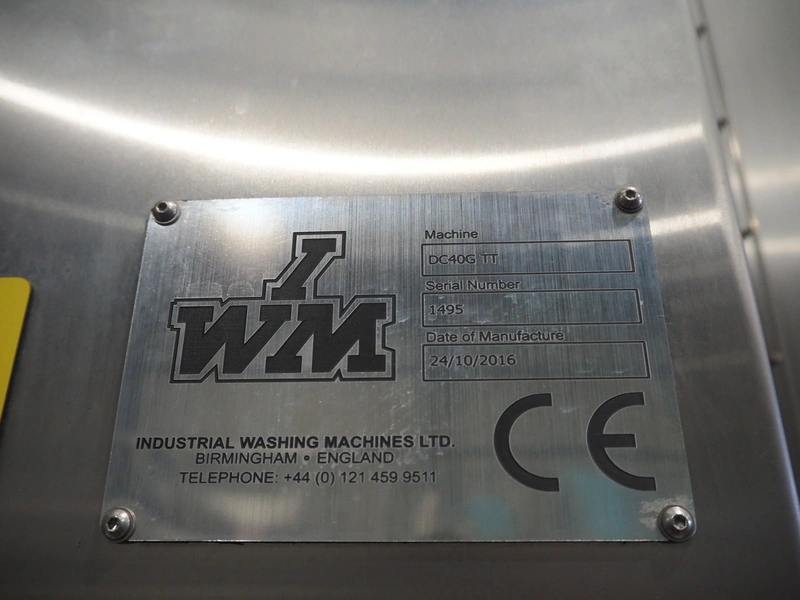 I
WM
INDUSTRIAL WASHING MACHINES LTD.
BIRMINGHAM • ENGLAND
TELEPHONE: +44 (0) 121 459 9511
Machine
DC40G TT
Serial Number
1495
Date of Manufacture
24/10/2016
CE